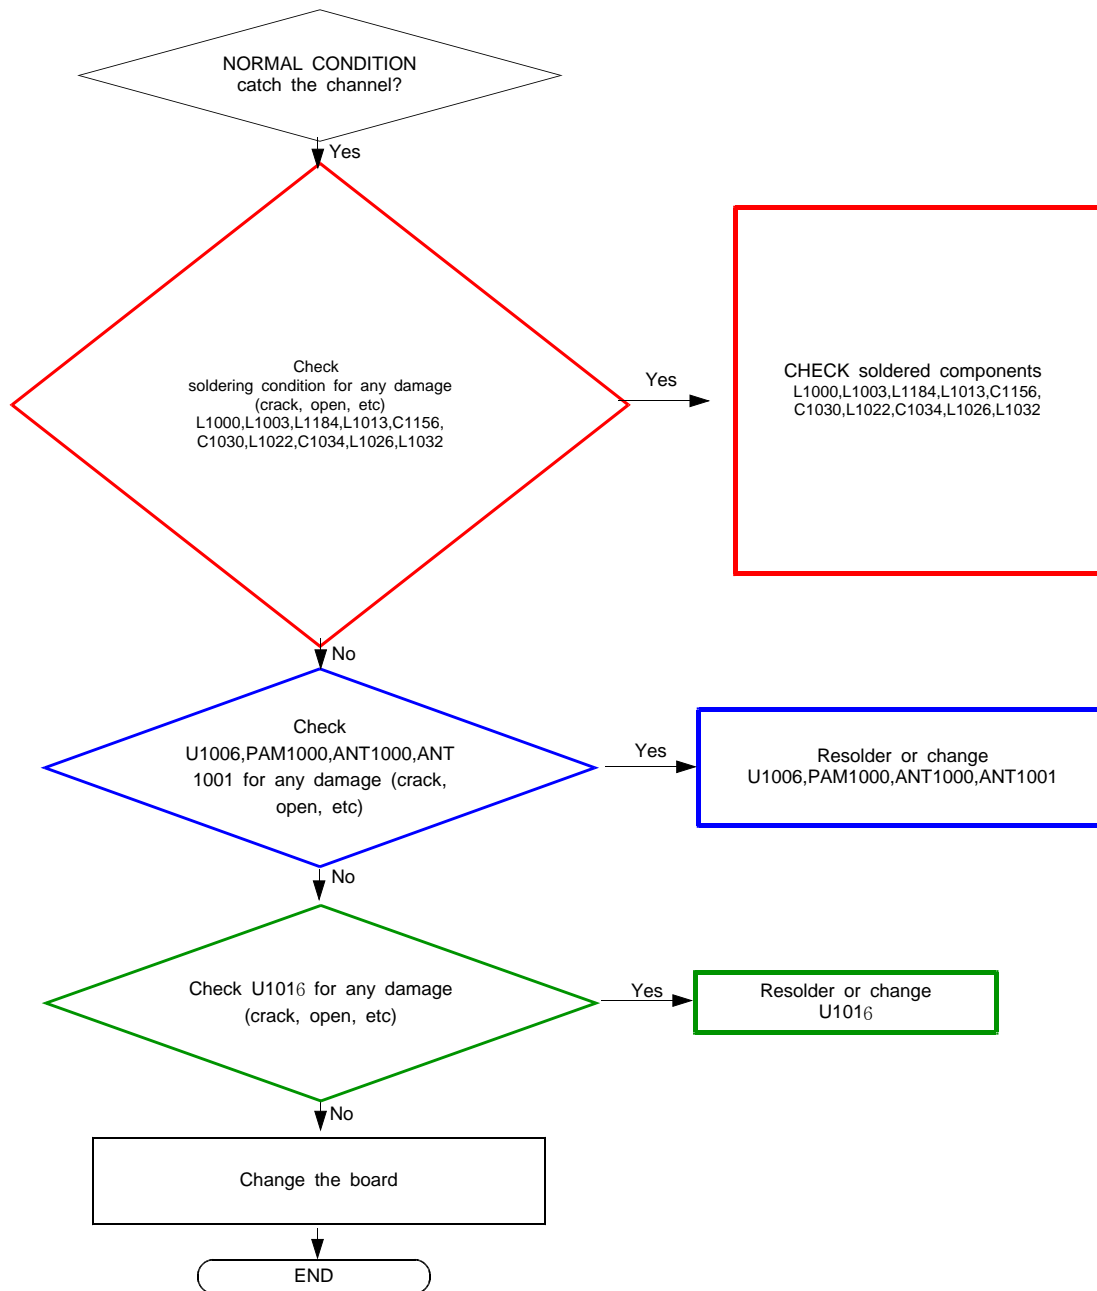 NORMAL CONDITION
catch the channel?
Yes
Check
soldering condition for any damage
(crack, open, etc)
L1000,L1003,L1184,L1013,C1156,
C1030,L1022,C1034,L1026,L1032
Yes
CHECK soldered components
L1000,L1003,L1184,L1013,C1156,
C1030,L1022,C1034,L1026,L1032
No
Check
U1006,PAM1000,ANT1000,ANT
1001 for any damage (crack,
open, etc)
Yes
Resolder or change
U1006,PAM1000,ANT1000,ANT1001
No
Check U1016 for any damage
(crack, open, etc)
Yes
Resolder or change
U1016
No
Change the board
END